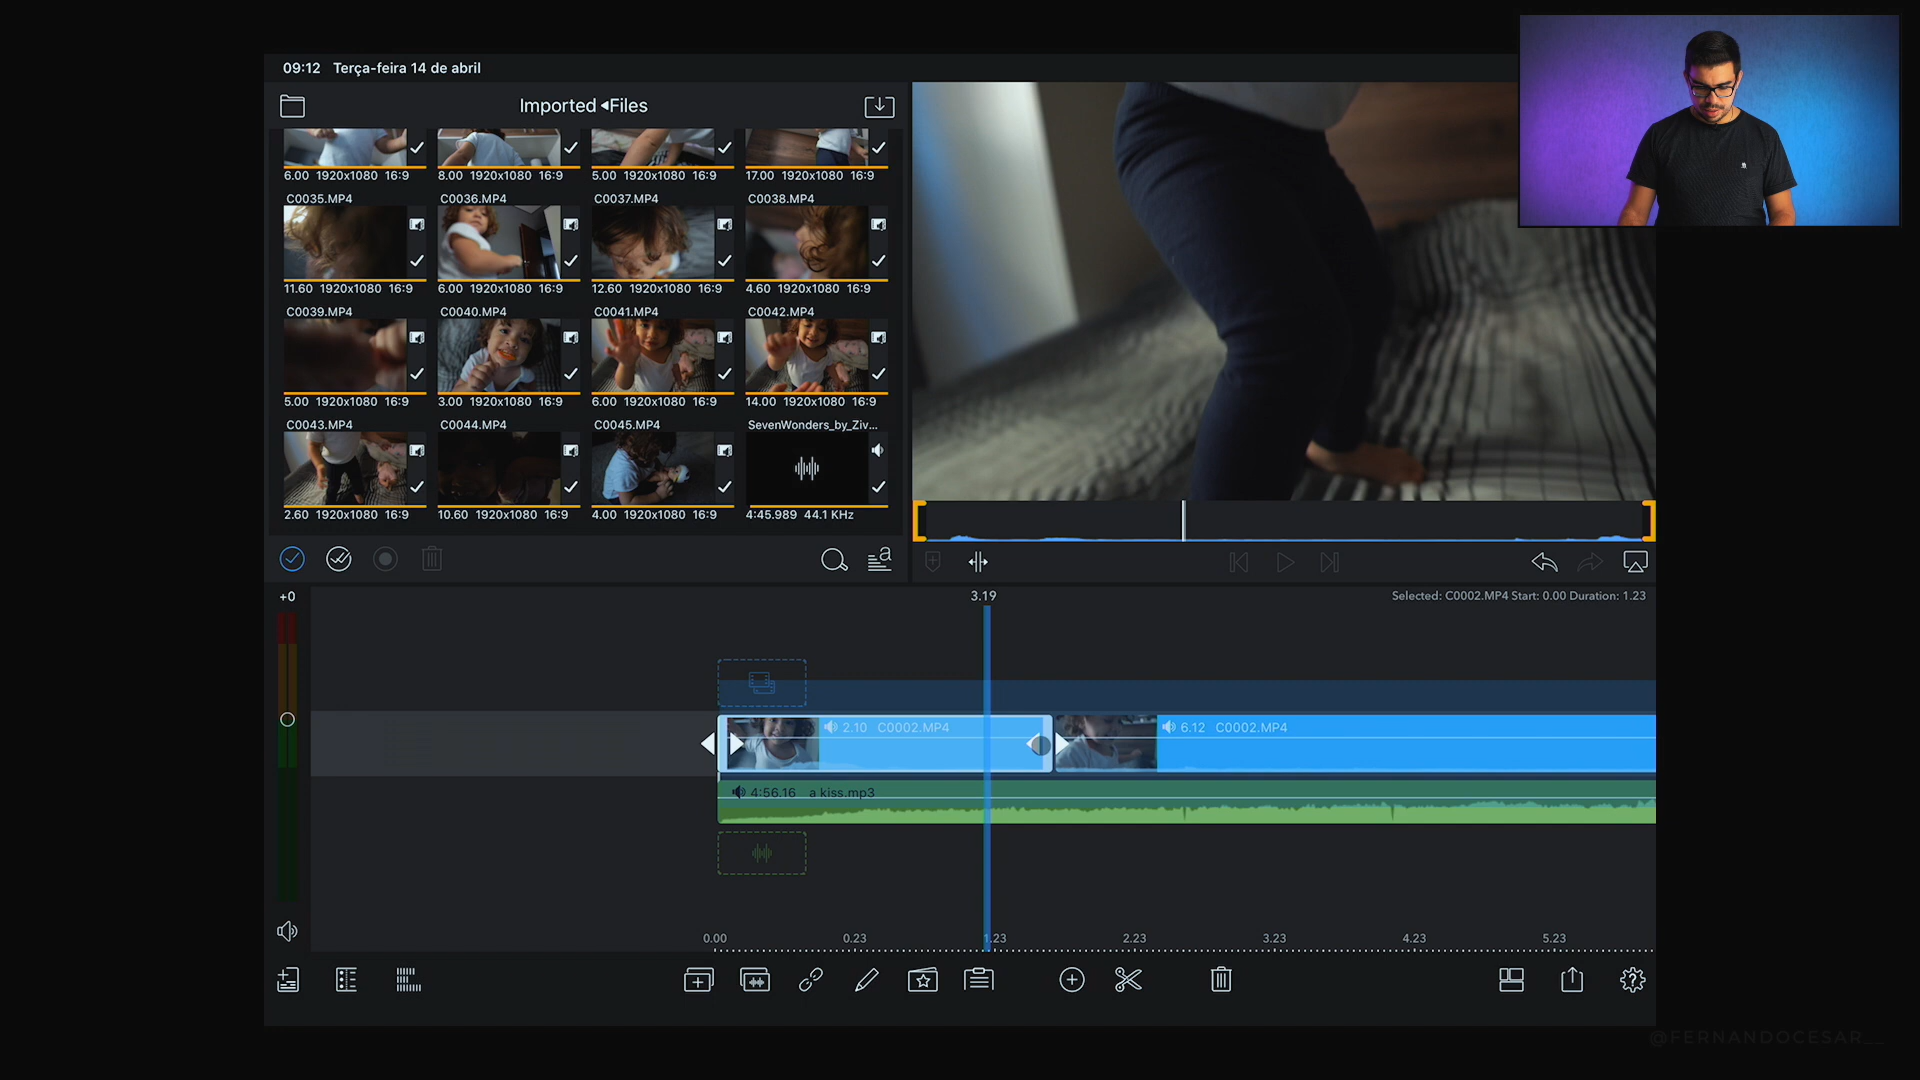 09:12 Terça-feira 14 de abril
Imported ◂Files
6.00 1920x1080 16:9
8.00 1920x1080 16:9
5.00 1920x1080 16:9
17.00 1920x1080 16:9
C0035.MP4
C0036.MP4
C0037.MP4
C0038.MP4
11.60 1920x1080 16:9
6.00 1920x1080 16:9
12.60 1920x1080 16:9
4.60 1920x1080 16:9
C0039.MP4
C0040.MP4
C0041.MP4
C0042.MP4
5.00 1920x1080 16:9
3.00 1920x1080 16:9
6.00 1920x1080 16:9
14.00 1920x1080 16:9
C0043.MP4
C0044.MP4
C0045.MP4
SevenWonders_by_Ziv...
2.60 1920x1080 16:9
10.60 1920x1080 16:9
4.00 1920x1080 16:9
4:45.989 44.1 KHz
+0
3.19
Selected: C0002.MP4 Start: 0.00 Duration: 1.23
2.10 C0002.MP4
6.12 C0002.MP4
4:56.16 a kiss.mp3
0.00
0.23
1.23
2.23
3.23
4.23
5.23
@FERNANDOCESAR__